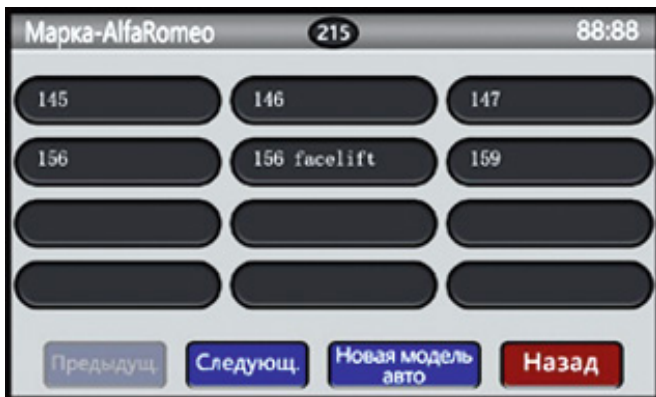 Марка-AlfaRomeo 215 88:88
145 146 147
156 156 facelift 159
Предыдущ. Следующ. Новая модель авто Назад